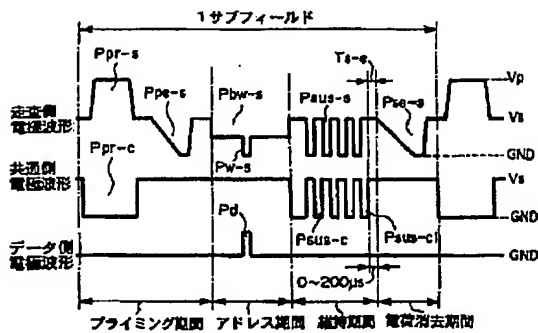 1サブフィールド
Ppr-s
Ppe-s
Pbw-s
Psus-s
Ts-e
Pse-s
Vp
走査側
電極波形
Vs
GND
Pw-s
共通側
電極波形
Ppr-c
Vs
Psus-c
Psus-cl
GND
Pd
データ側
電極波形
GND
0~200μs
プライミング期間
アドレス期間
維持期間
電荷消去期間